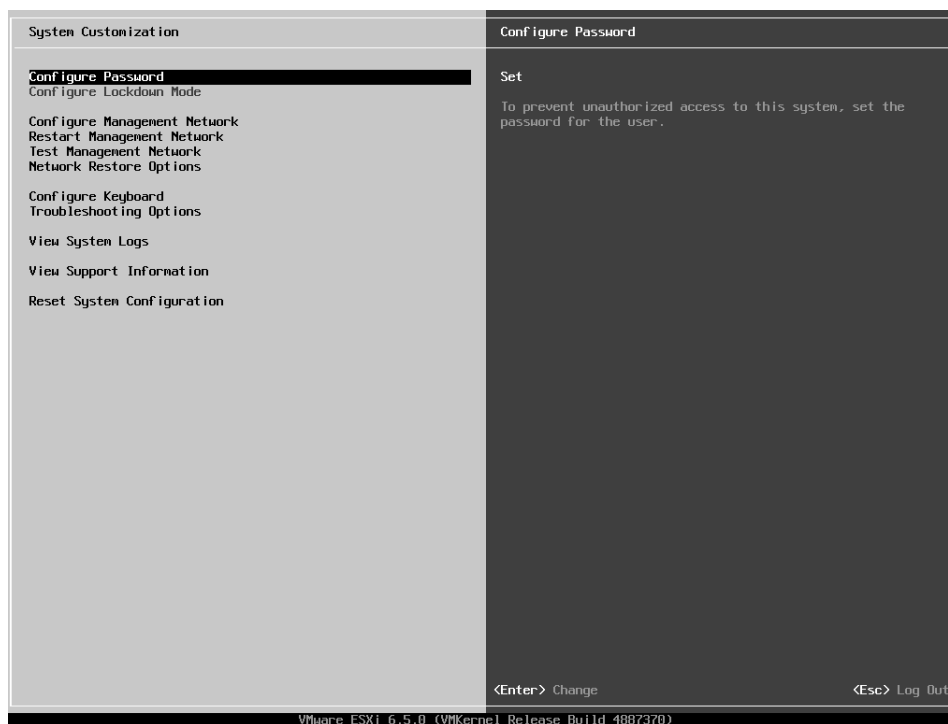 System Customization
Configure Password
Configure Lockdown Mode
Configure Management Network
Restart Management Network
Test Management Network
Network Restore Options
Configure Keyboard
Troubleshooting Options
View System Logs
View Support Information
Reset System Configuration
Configure Password
Set
To prevent unauthorized access to this system, set the
password for the user.
<Enter> Change
<Esc> Log Out
VMware ESXi 6.5.0 (VMKernel Release Build 4887370)